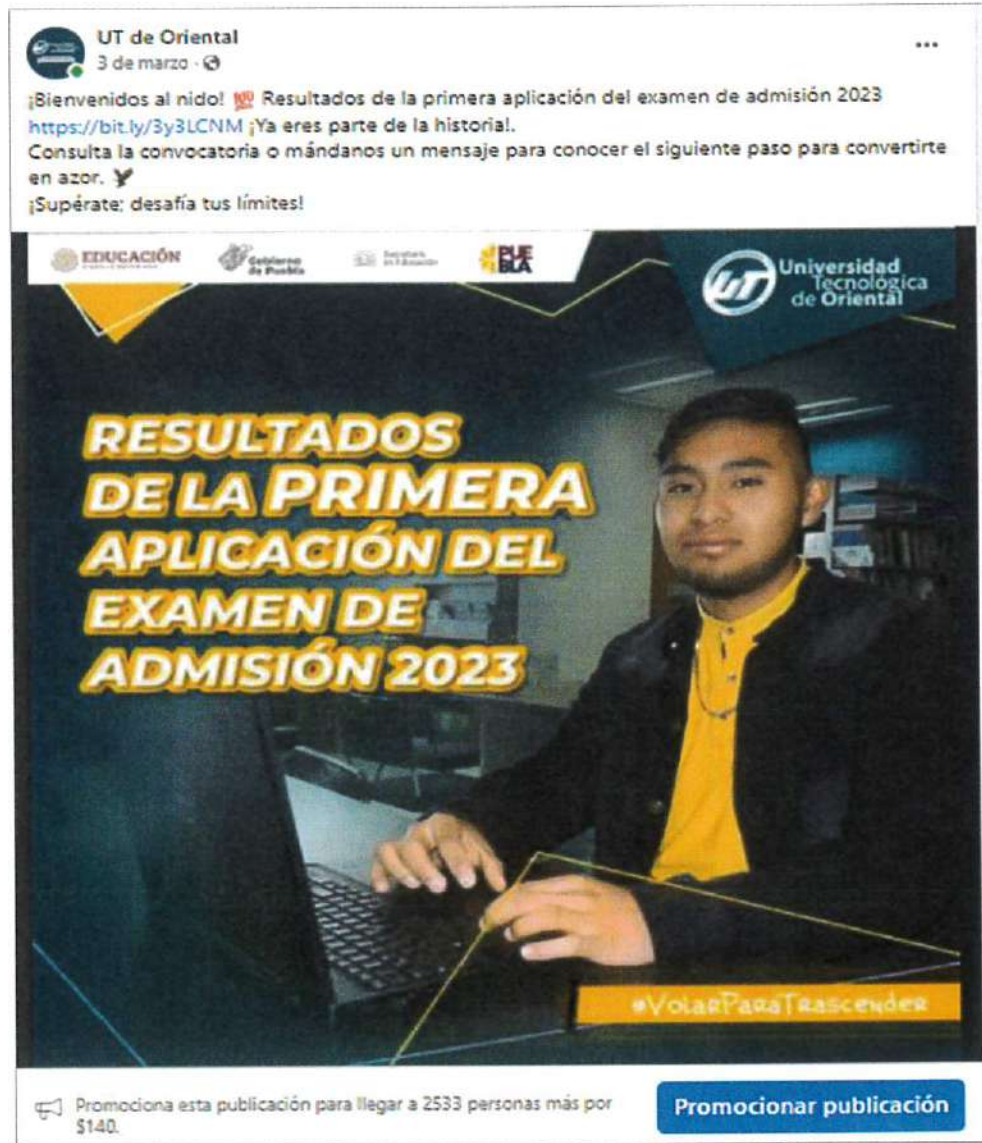 UT de Oriental
3 de marzo
¡Bienvenidos al nido! 💯 Resultados de la primera aplicación del examen de admisión 2023
https://bit.ly/3y3LCNM ¡Ya eres parte de la historia!.
Consulta la convocatoria o mándanos un mensaje para conocer el siguiente paso para convertirte
en azor.
¡Supérate; desafía tus límites!
EDUCACIÓN
Gobierno
de Puebla
Secretaría
de Educación
PUE
BLA
UT
Universidad
Tecnológica
de Oriental
RESULTADOS
DE LA PRIMERA
APLICACIÓN DEL
EXAMEN DE
ADMISIÓN 2023
#VolarParaTrascender
Promociona esta publicación para llegar a 2533 personas más por
$140.
Promocionar publicación